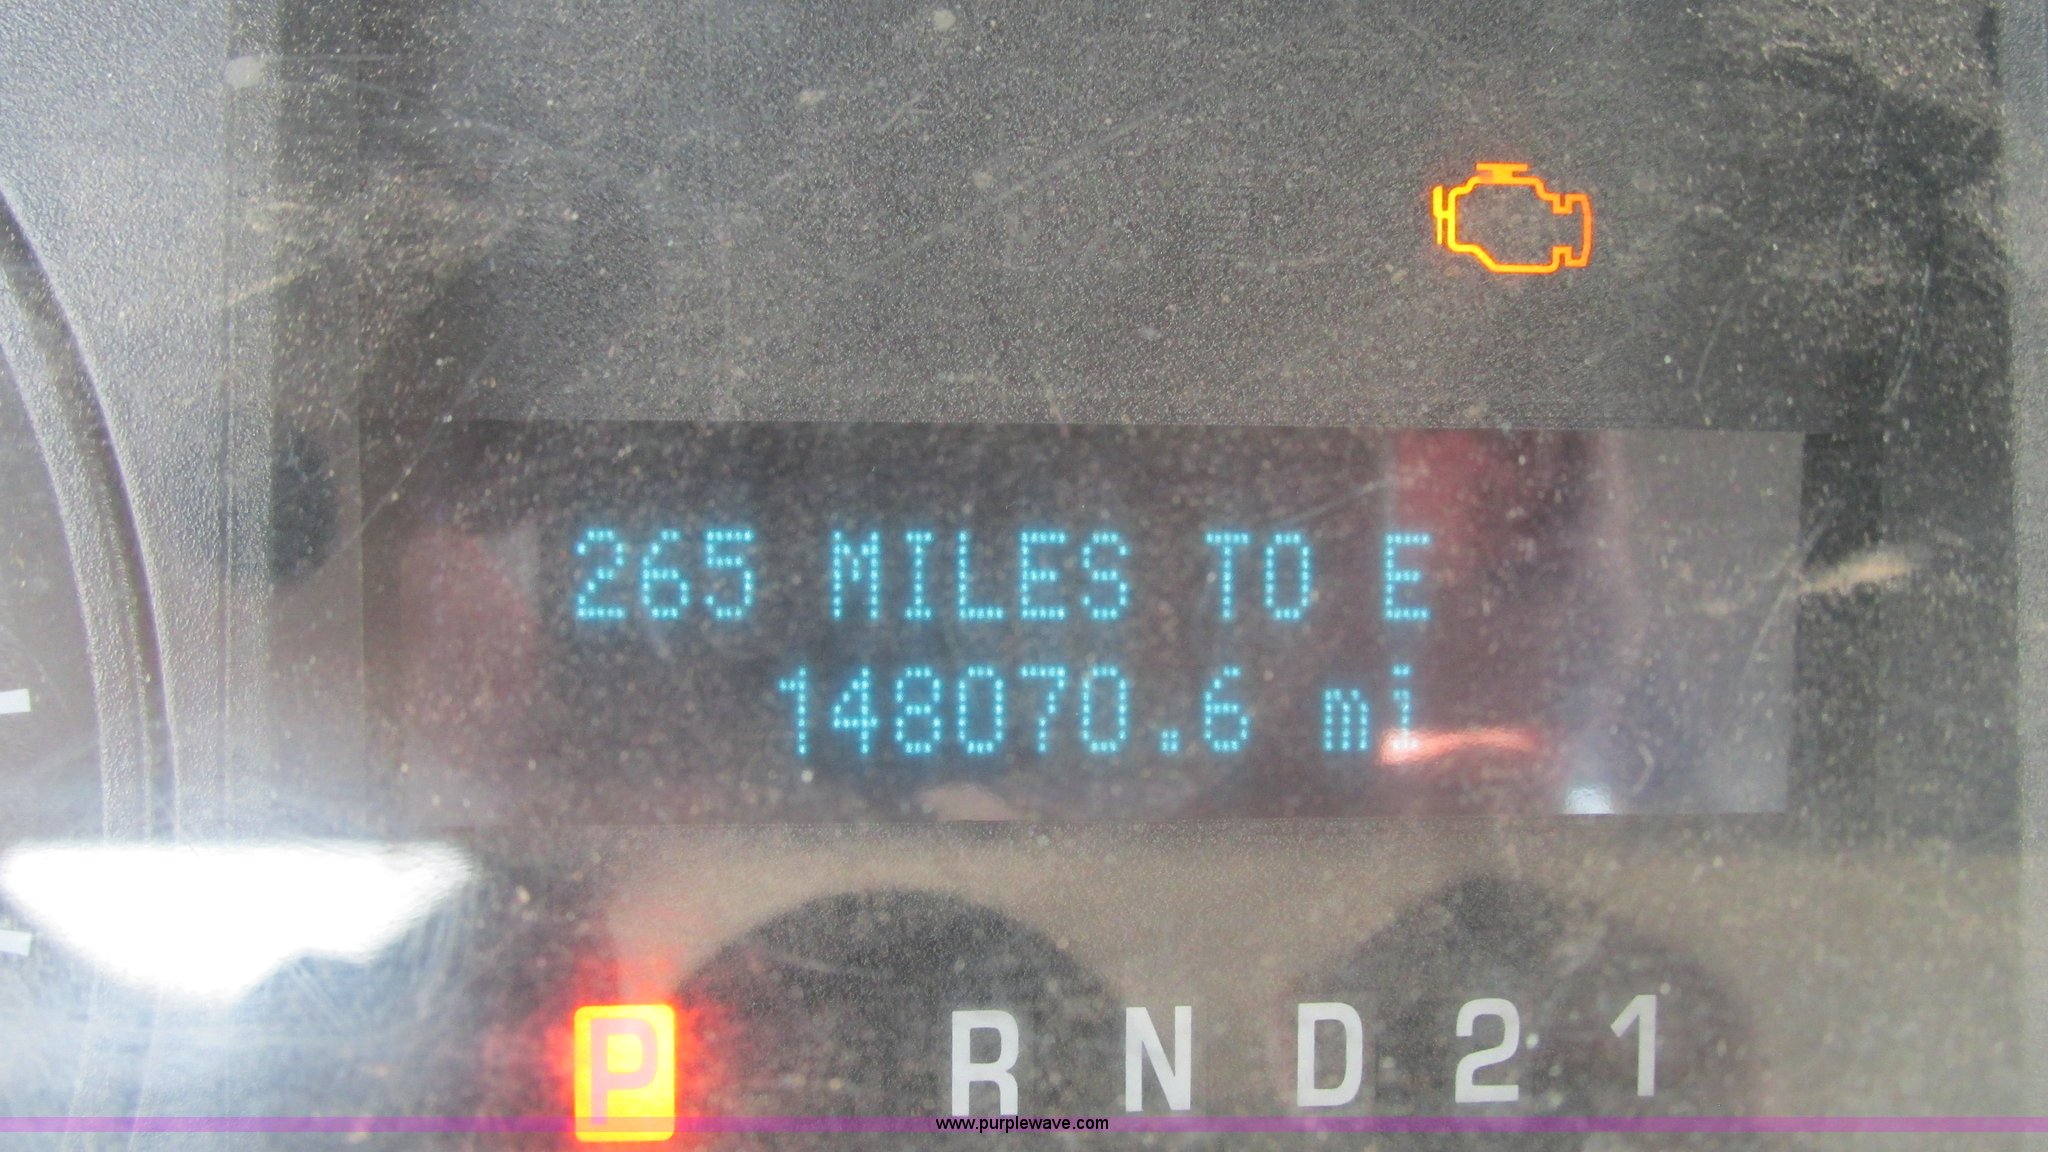 265 MILES TO E
148070.6 mi
P R N D 2 1
www.purplewave.com